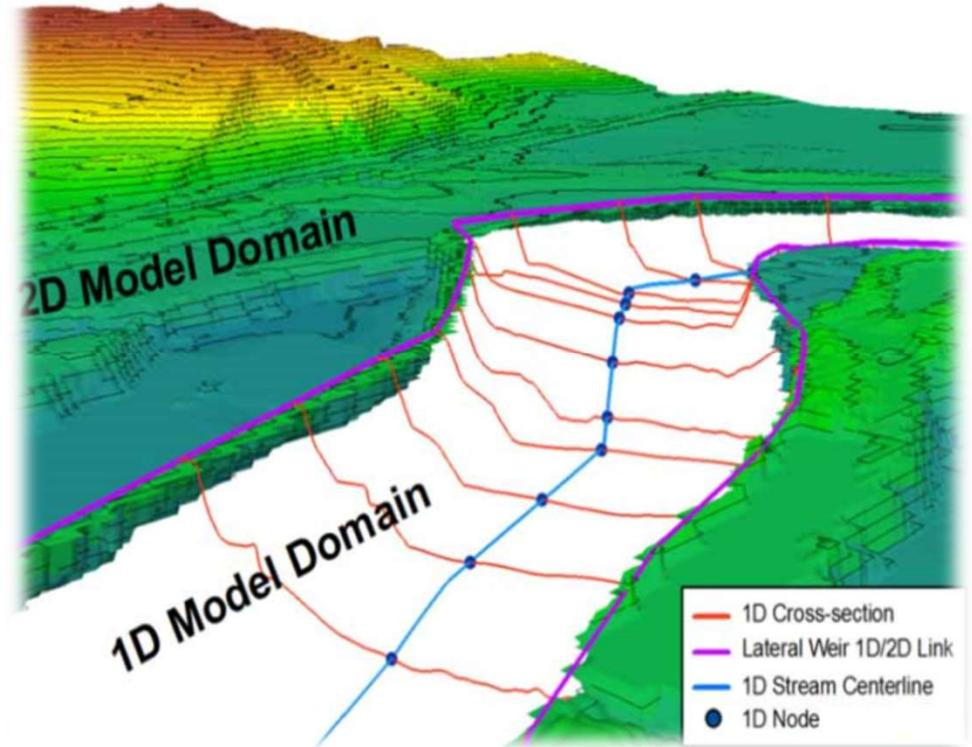 2D Model Domain
1D Model Domain
1D Cross-section
Lateral Weir 1D/2D Link
1D Stream Centerline
1D Node